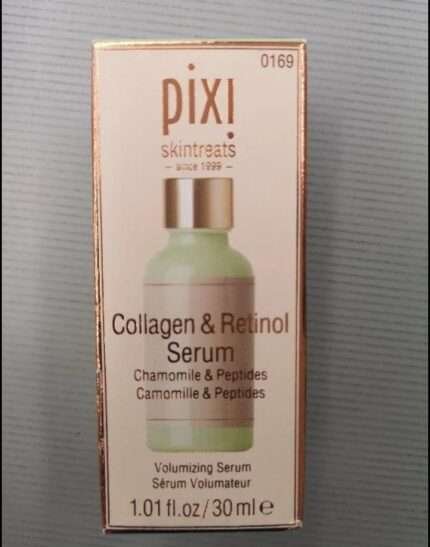 0169
pixi
skintreats
– since 1999 –
Collagen & Retinol
Serum
Chamomile & Peptides
Camomille & Peptides
Volumizing Serum
Sérum Volumateur
1.01 fl.oz/30 ml e